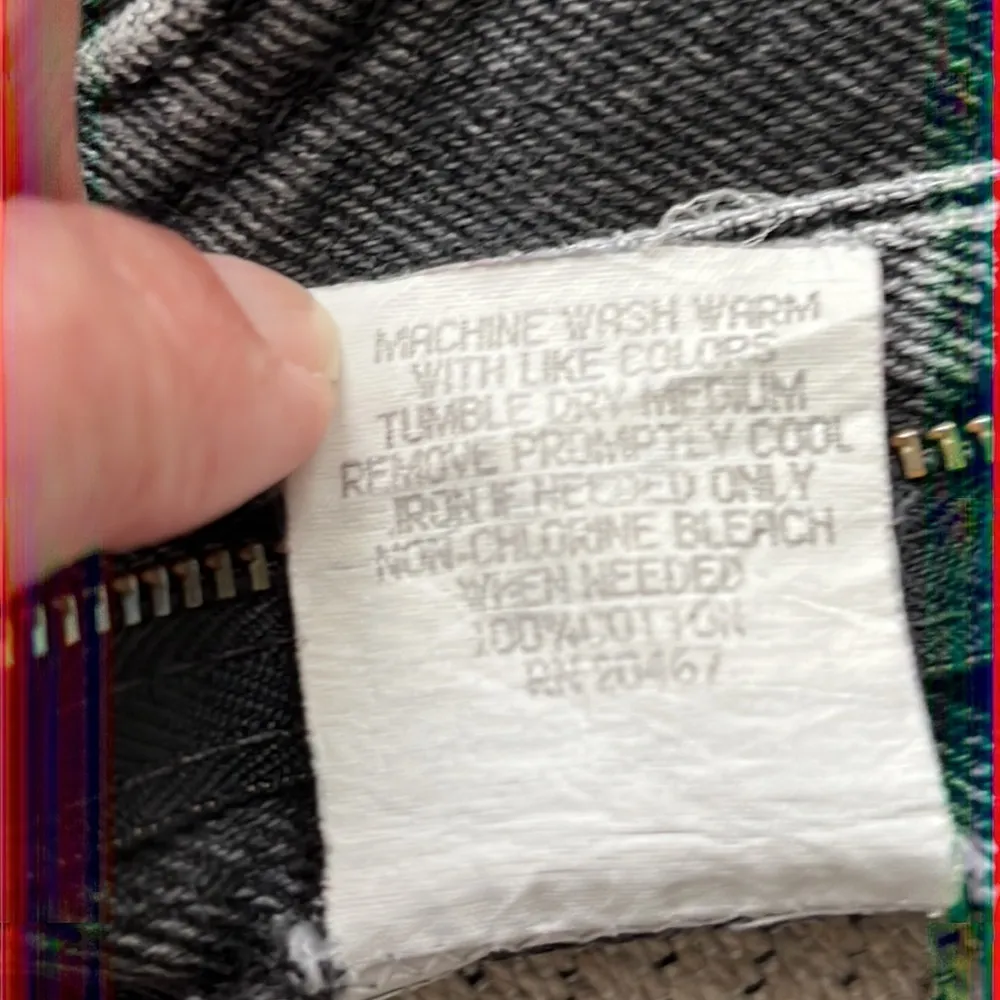 MACHINE WASH WARM
WITH LIKE COLORS
TUMBLE DRY MEDIUM
REMOVE PROMPTLY COOL
IRON IF NEEDED ONLY
NON-CHLORINE BLEACH
WHEN NEEDED
100% COTTON
RN 20467